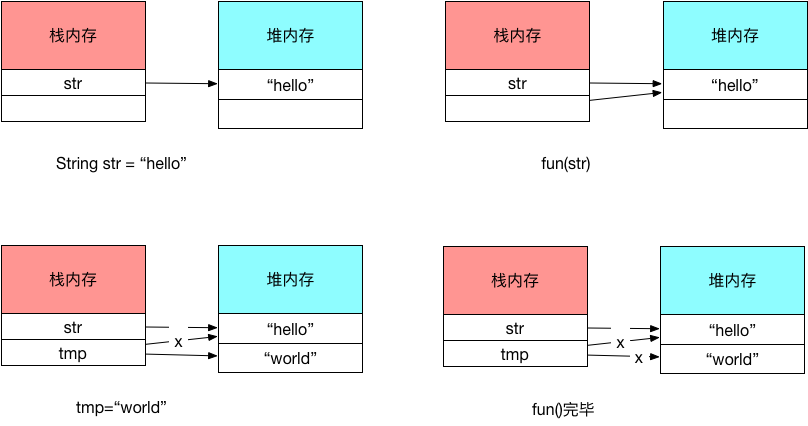 栈内存 堆内存
str “hello”
String str = “hello”
栈内存 堆内存
str “hello”
fun(str)
栈内存 堆内存
str “hello”
x
tmp “world”
tmp=“world”
栈内存 堆内存
str “hello”
x
tmp x “world”
fun()完毕